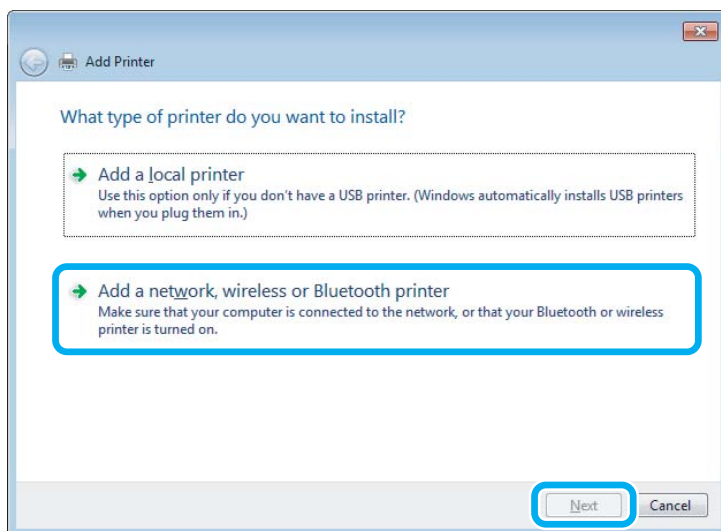 Add Printer
What type of printer do you want to install?
Add a local printer
Use this option only if you don't have a USB printer. (Windows automatically installs USB printers
when you plug them in.)
Add a network, wireless or Bluetooth printer
Make sure that your computer is connected to the network, or that your Bluetooth or wireless
printer is turned on.
Next Cancel